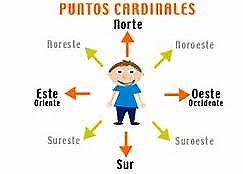 PUNTOS CARDINALES
Norte
Noreste
Noroeste
Este
Oriente
Oeste
Occidente
Sureste
Suroeste
Sur